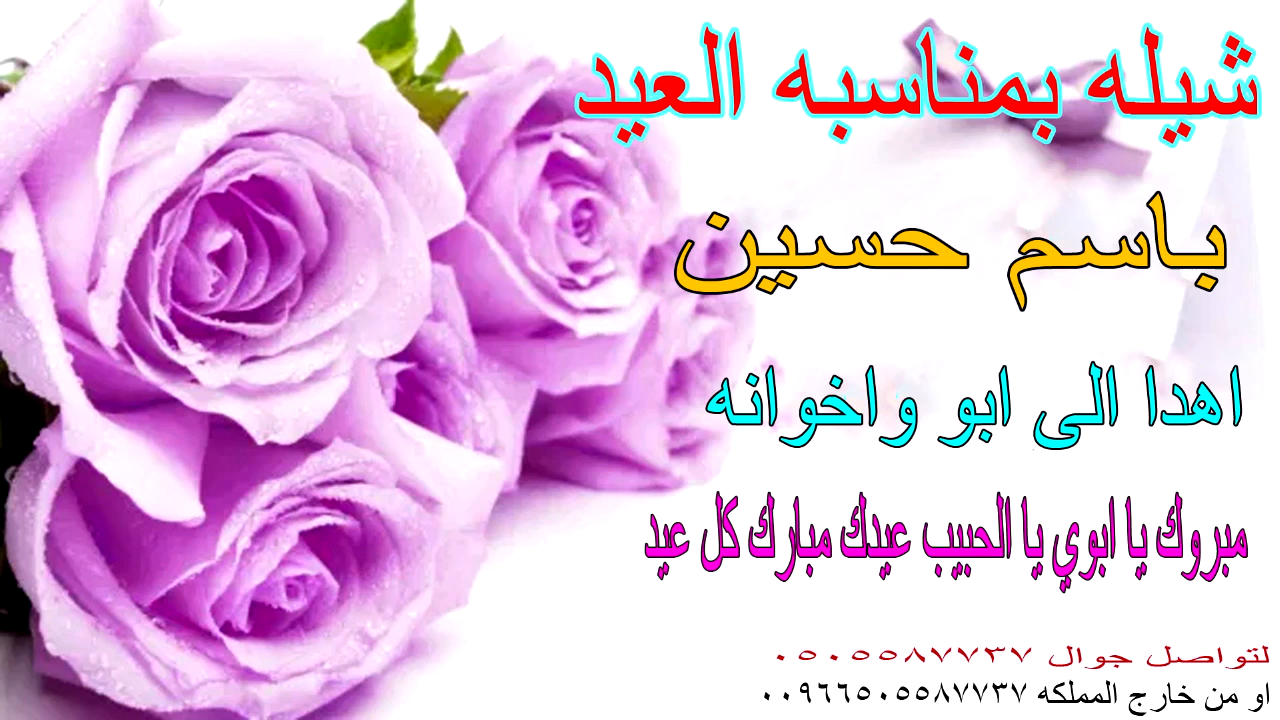 شيله بمناسبه العيد
باسم حسين
اهدا الى ابو واخوانه
مبروك يا ابوي يا الحبيب عيدك مبارك كل عيد
لتواصل جوال ٠٥٠٥٥٨٧٧٣٧
او من خارج المملكه ٠٠٩٦٦٥٠٥٥٨٧٧٣٧